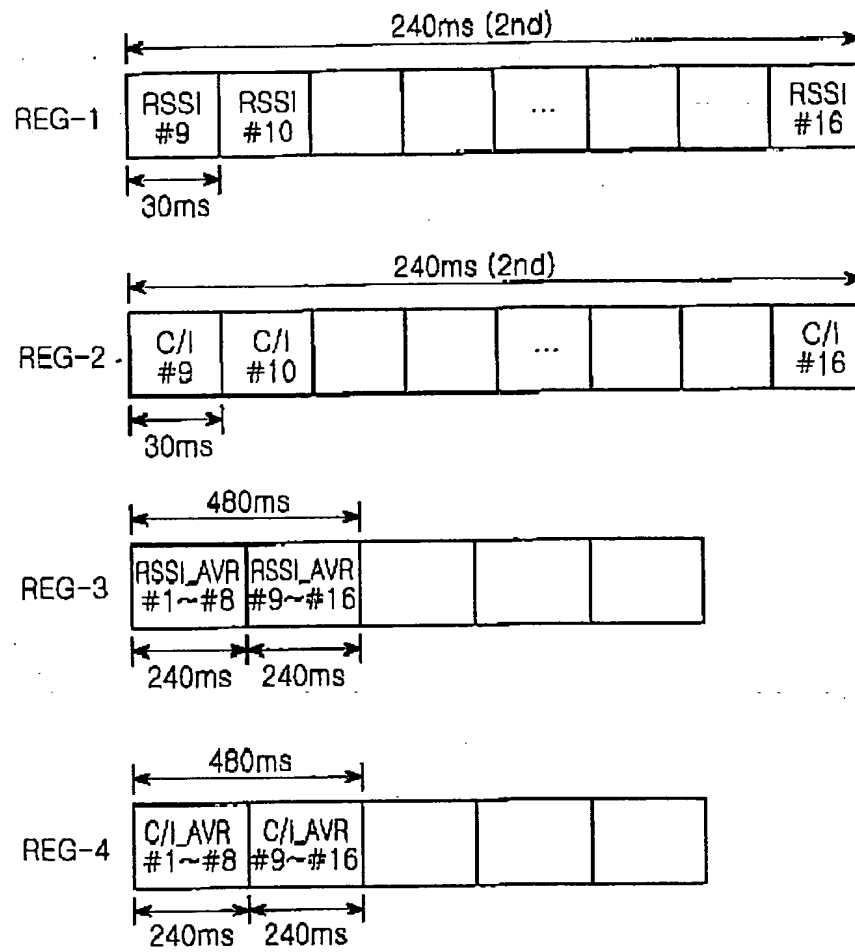 240ms (2nd)
REG-1
RSSI #9
RSSI #10
...
RSSI #16
30ms
240ms (2nd)
REG-2
C/I #9
C/I #10
...
C/I #16
30ms
480ms
REG-3
RSSI_AVR #1~#8
RSSI_AVR #9~#16
240ms 240ms
480ms
REG-4
C/I_AVR #1~#8
C/I_AVR #9~#16
240ms 240ms